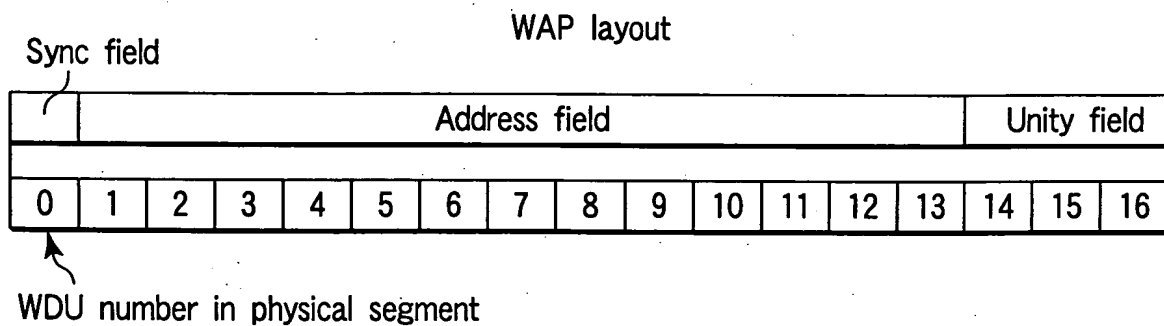 WAP layout
Sync field
Address field Unity field
0 1 2 3 4 5 6 7 8 9 10 11 12 13 14 15 16
WDU number in physical segment